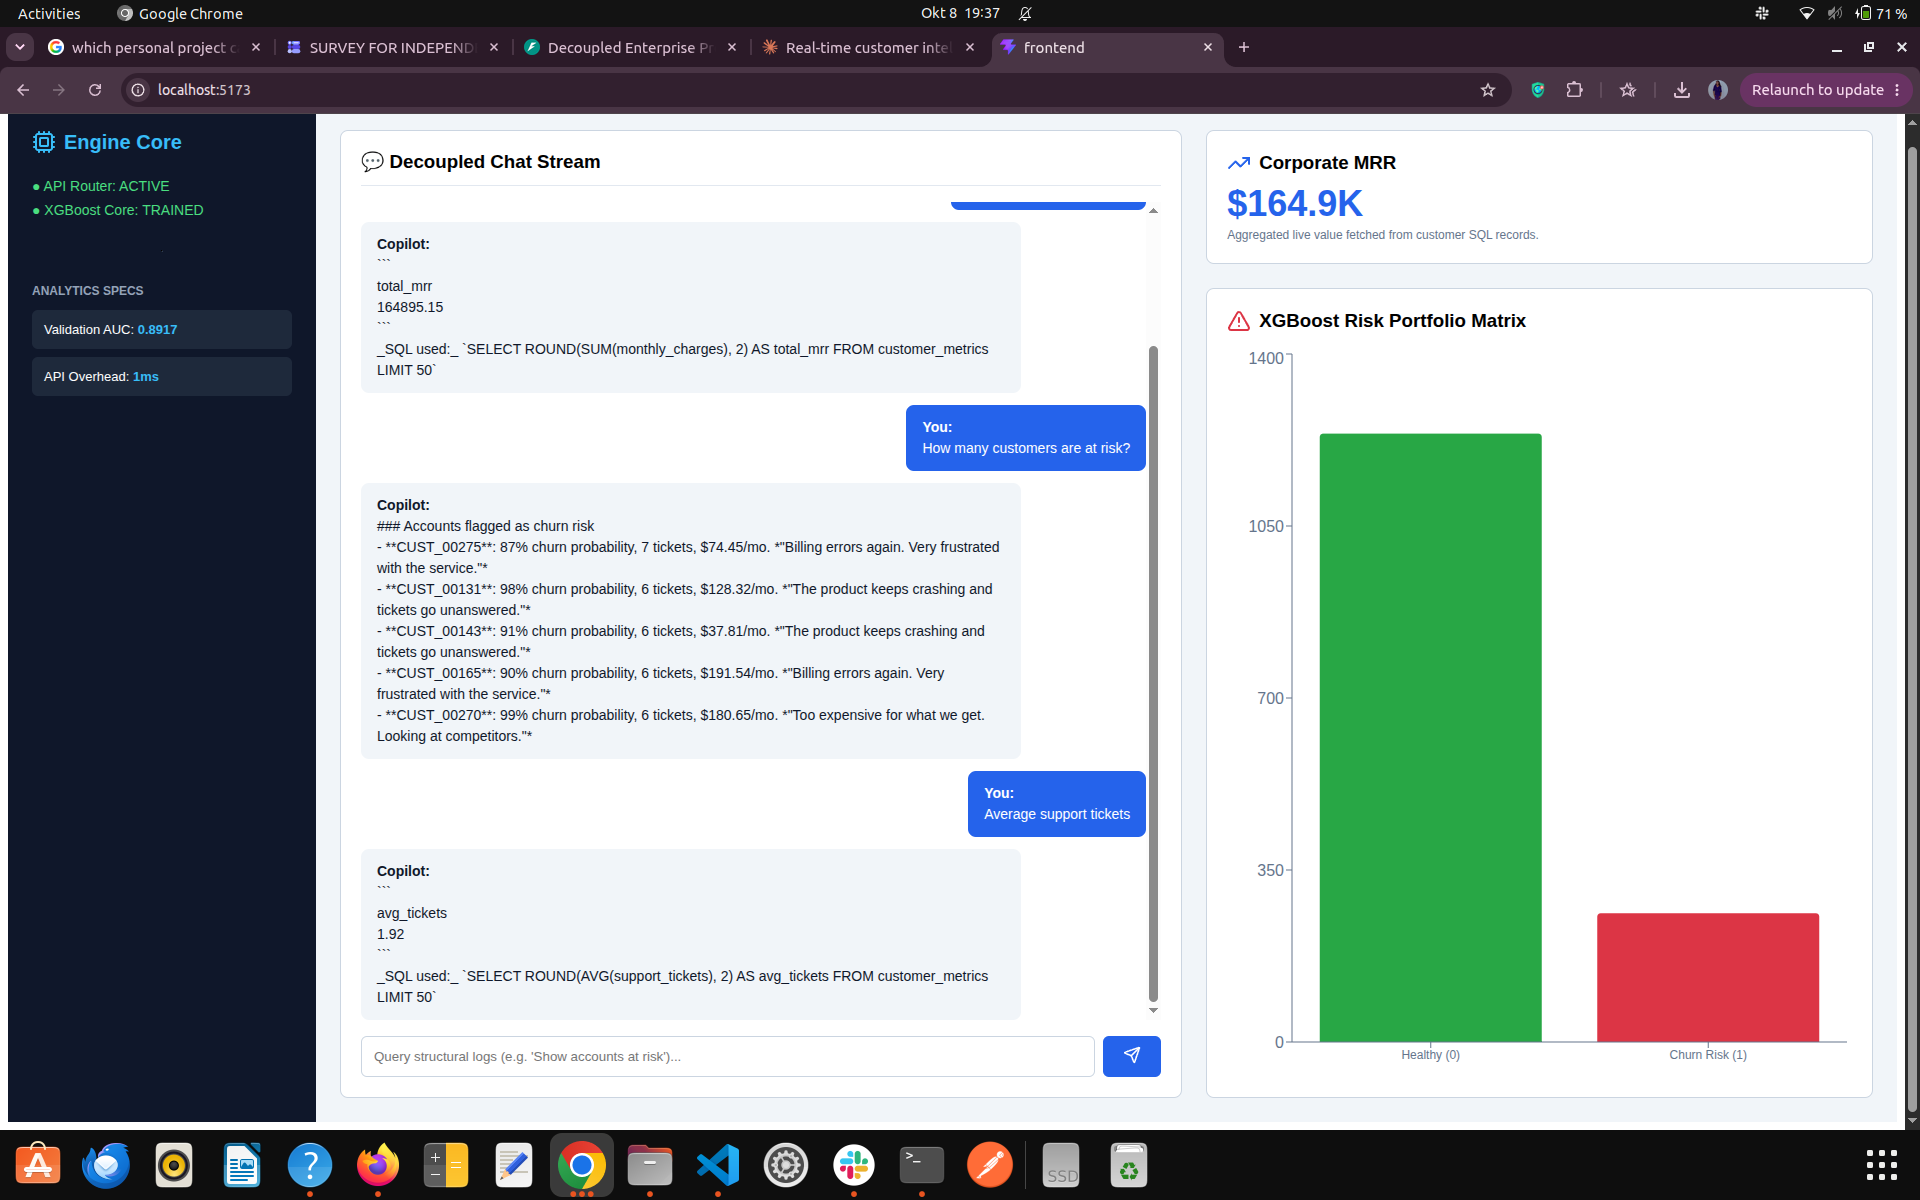 Activities
Google Chrome
Okt 8 19:37
71 %
which personal project c
SURVEY FOR INDEPEND
Decoupled Enterprise Pr
Real-time customer intel
frontend
localhost:5173
Relaunch to update
Engine Core
● API Router: ACTIVE
● XGBoost Core: TRAINED
ANALYTICS SPECS
Validation AUC: 0.8917
API Overhead: 1ms
💬 Decoupled Chat Stream
Copilot:
```
total_mrr
164895.15
```
_SQL used:_ `SELECT ROUND(SUM(monthly_charges), 2) AS total_mrr FROM customer_metrics
LIMIT 50`
You:
How many customers are at risk?
Copilot:
### Accounts flagged as churn risk
- **CUST_00275**: 87% churn probability, 7 tickets, $74.45/mo. *"Billing errors again. Very frustrated
with the service."*
- **CUST_00131**: 98% churn probability, 6 tickets, $128.32/mo. *"The product keeps crashing and
tickets go unanswered."*
- **CUST_00143**: 91% churn probability, 6 tickets, $37.81/mo. *"The product keeps crashing and
tickets go unanswered."*
- **CUST_00165**: 90% churn probability, 6 tickets, $191.54/mo. *"Billing errors again. Very
frustrated with the service."*
- **CUST_00270**: 99% churn probability, 6 tickets, $180.65/mo. *"Too expensive for what we get.
Looking at competitors."*
You:
Average support tickets
Copilot:
```
avg_tickets
1.92
```
_SQL used:_ `SELECT ROUND(AVG(support_tickets), 2) AS avg_tickets FROM customer_metrics
LIMIT 50`
Query structural logs (e.g. 'Show accounts at risk')...
Corporate MRR
$164.9K
Aggregated live value fetched from customer SQL records.
XGBoost Risk Portfolio Matrix
1400
1050
700
350
0
Healthy (0)
Churn Risk (1)
SSD